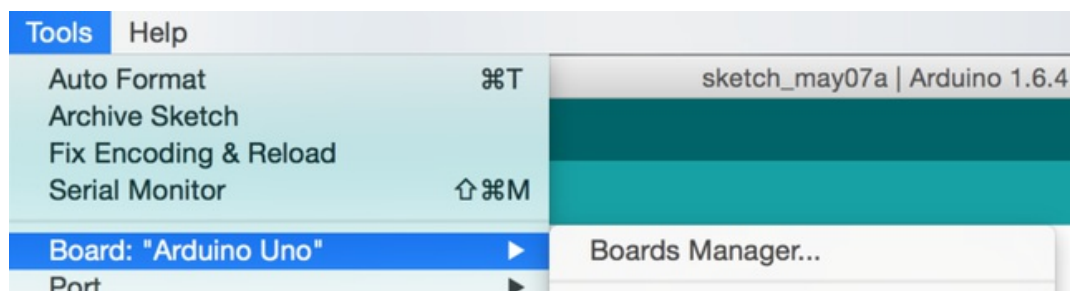 Tools Help
Auto Format ⌘T
sketch_may07a | Arduino 1.6.4
Archive Sketch
Fix Encoding & Reload
Serial Monitor ⇧⌘M
Board: "Arduino Uno" ▶ Boards Manager...
Port ▶